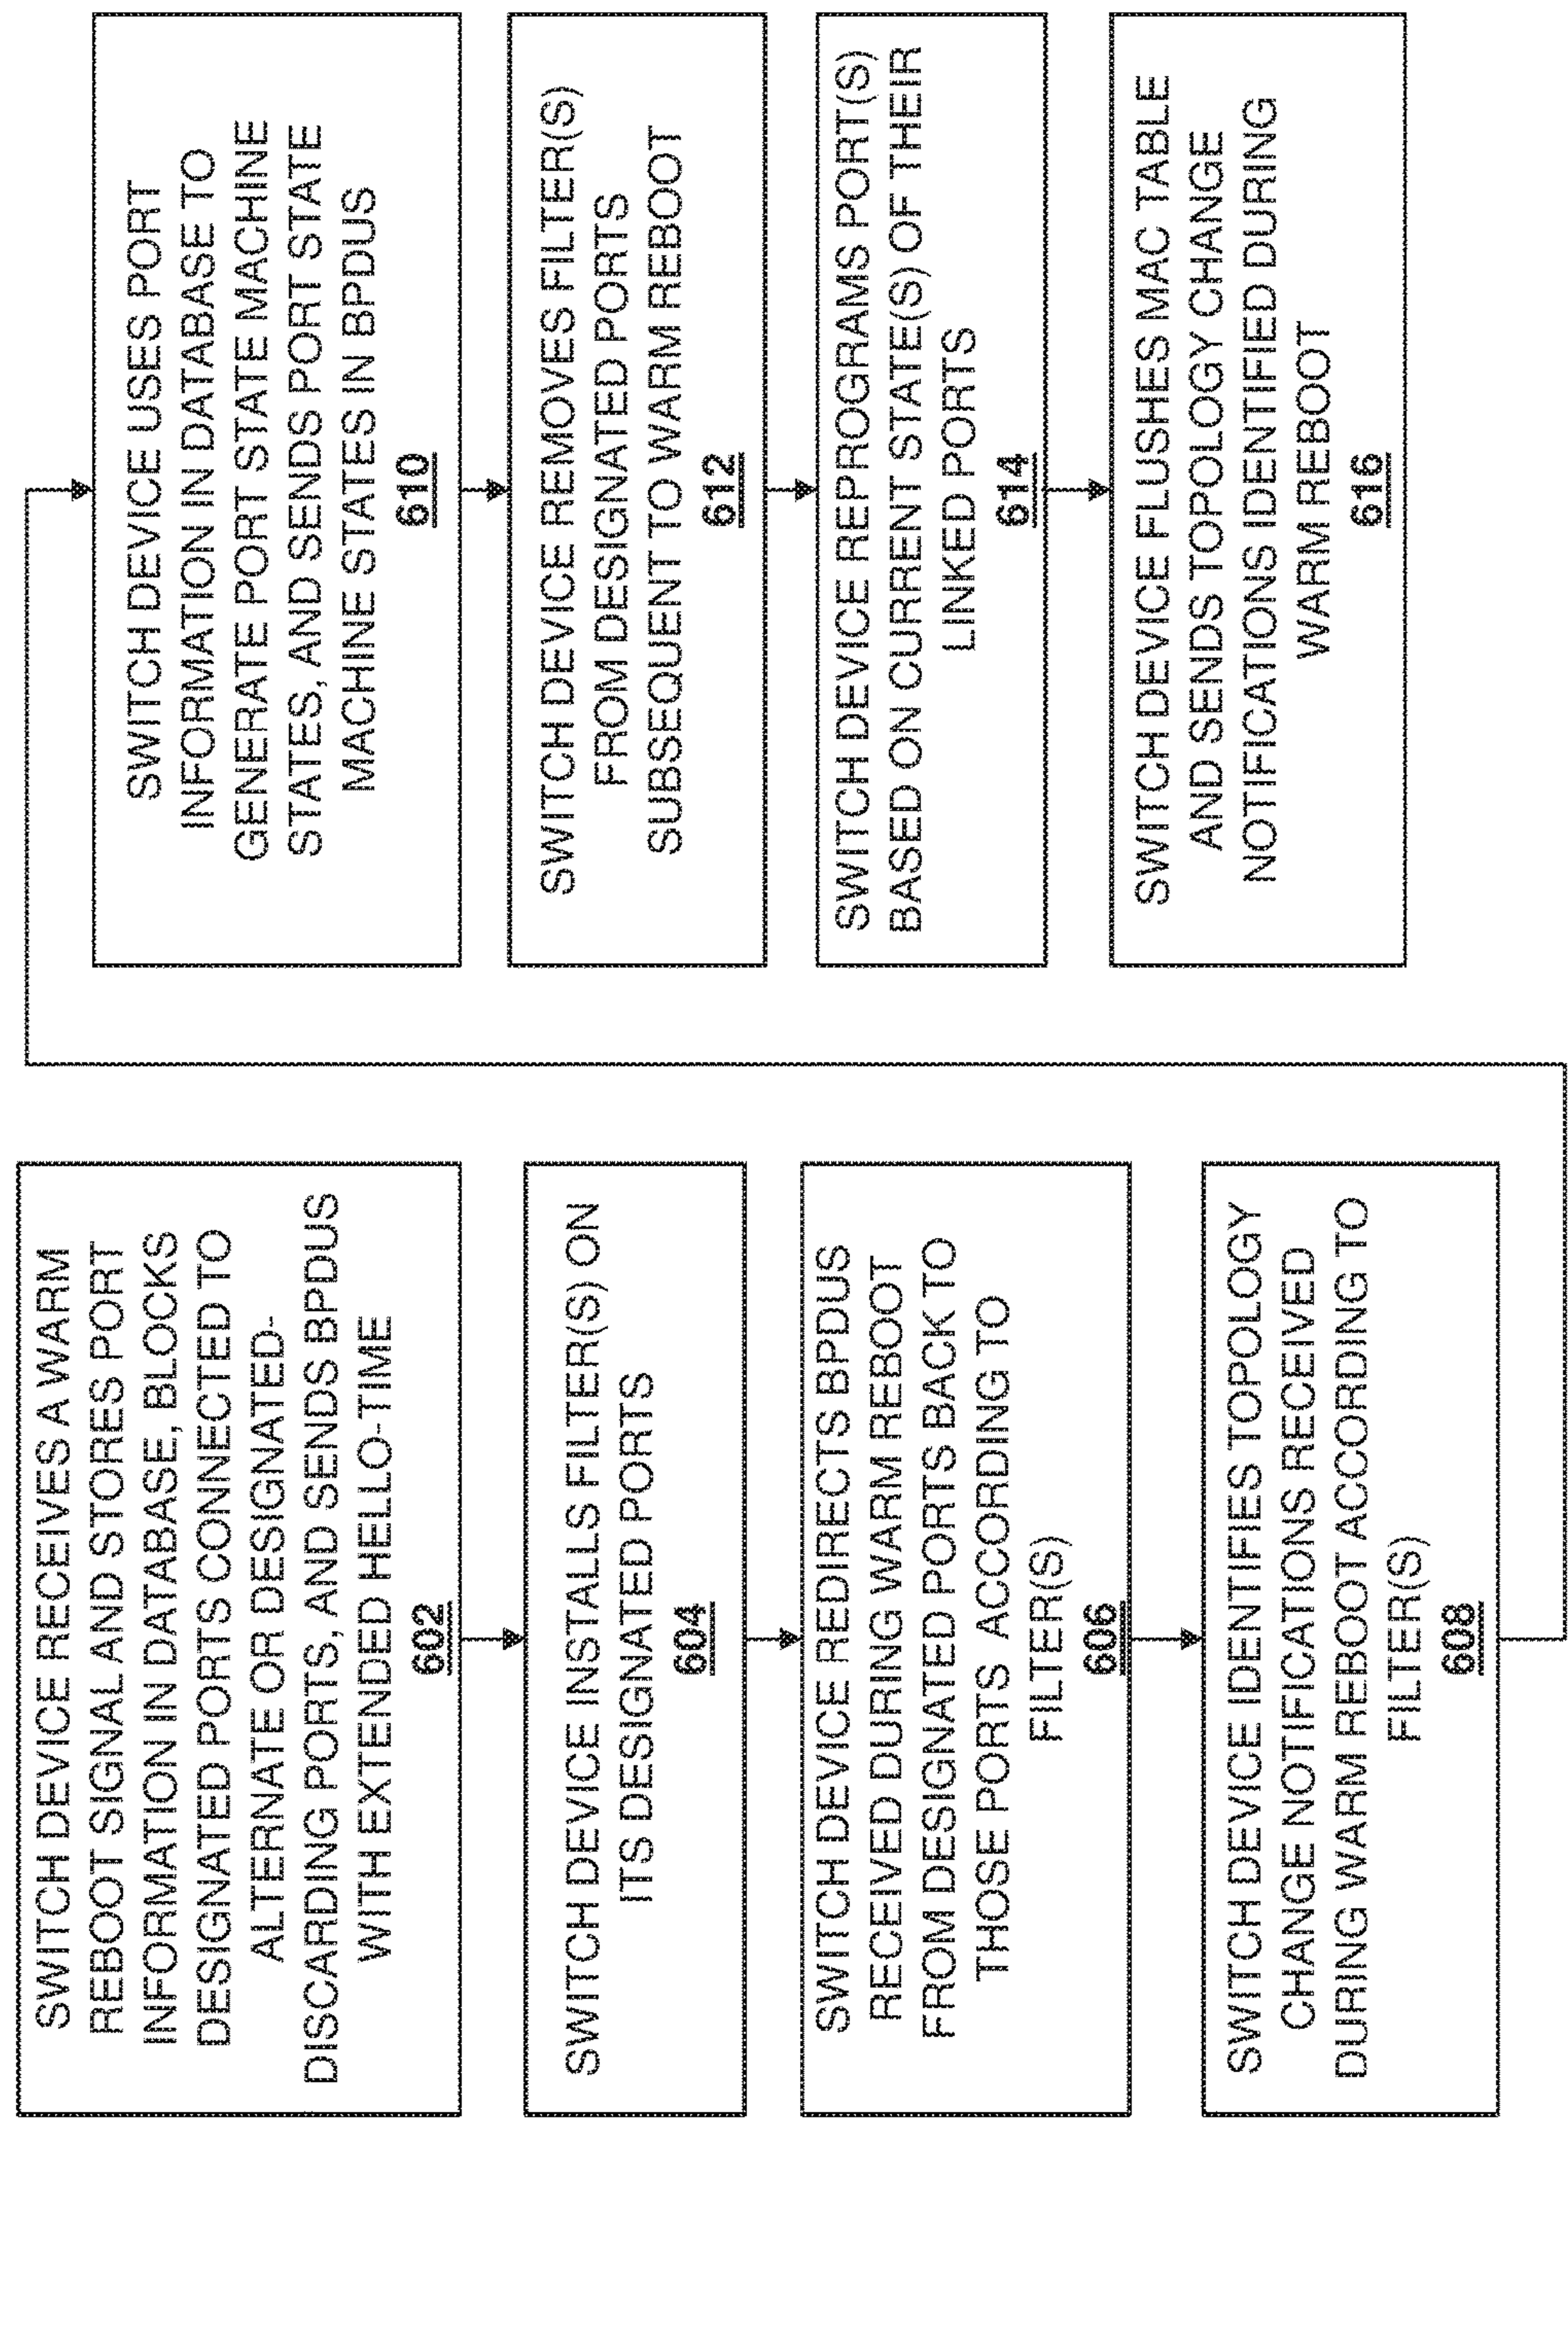 SWITCH DEVICE RECEIVES A WARM
REBOOT SIGNAL AND STORES PORT
INFORMATION IN DATABASE, BLOCKS
DESIGNATED PORTS CONNECTED TO
ALTERNATE OR DESIGNATED-
DISCARDING PORTS, AND SENDS BPDUS
WITH EXTENDED HELLO-TIME
602
SWITCH DEVICE INSTALLS FILTER(S) ON
ITS DESIGNATED PORTS
604
SWITCH DEVICE REDIRECTS BPDUS
RECEIVED DURING WARM REBOOT
FROM DESIGNATED PORTS BACK TO
THOSE PORTS ACCORDING TO
FILTER(S)
606
SWITCH DEVICE IDENTIFIES TOPOLOGY
CHANGE NOTIFICATIONS RECEIVED
DURING WARM REBOOT ACCORDING TO
FILTER(S)
608
SWITCH DEVICE USES PORT
INFORMATION IN DATABASE TO
GENERATE PORT STATE MACHINE
STATES, AND SENDS PORT STATE
MACHINE STATES IN BPDUS
610
SWITCH DEVICE REMOVES FILTER(S)
FROM DESIGNATED PORTS
SUBSEQUENT TO WARM REBOOT
612
SWITCH DEVICE REPROGRAMS PORT(S)
BASED ON CURRENT STATE(S) OF THEIR
LINKED PORTS
614
SWITCH DEVICE FLUSHES MAC TABLE
AND SENDS TOPOLOGY CHANGE
NOTIFICATIONS IDENTIFIED DURING
WARM REBOOT
616